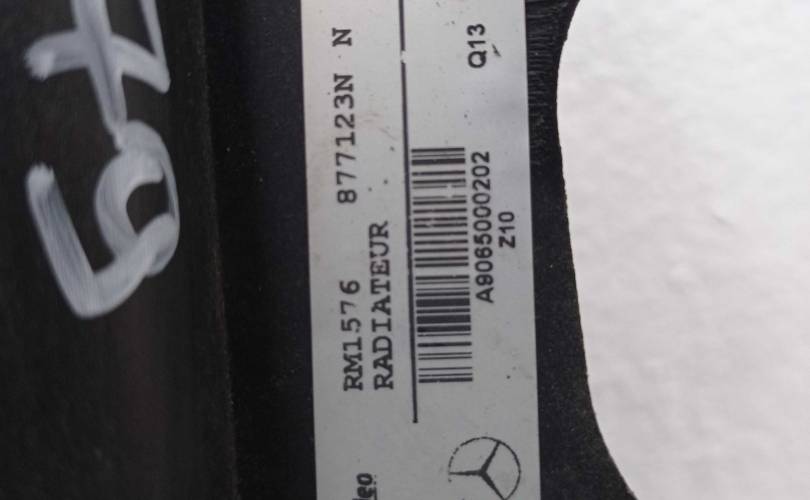 RM1576 877123N N
RADIATEUR
A9065000202
Z10
Q13